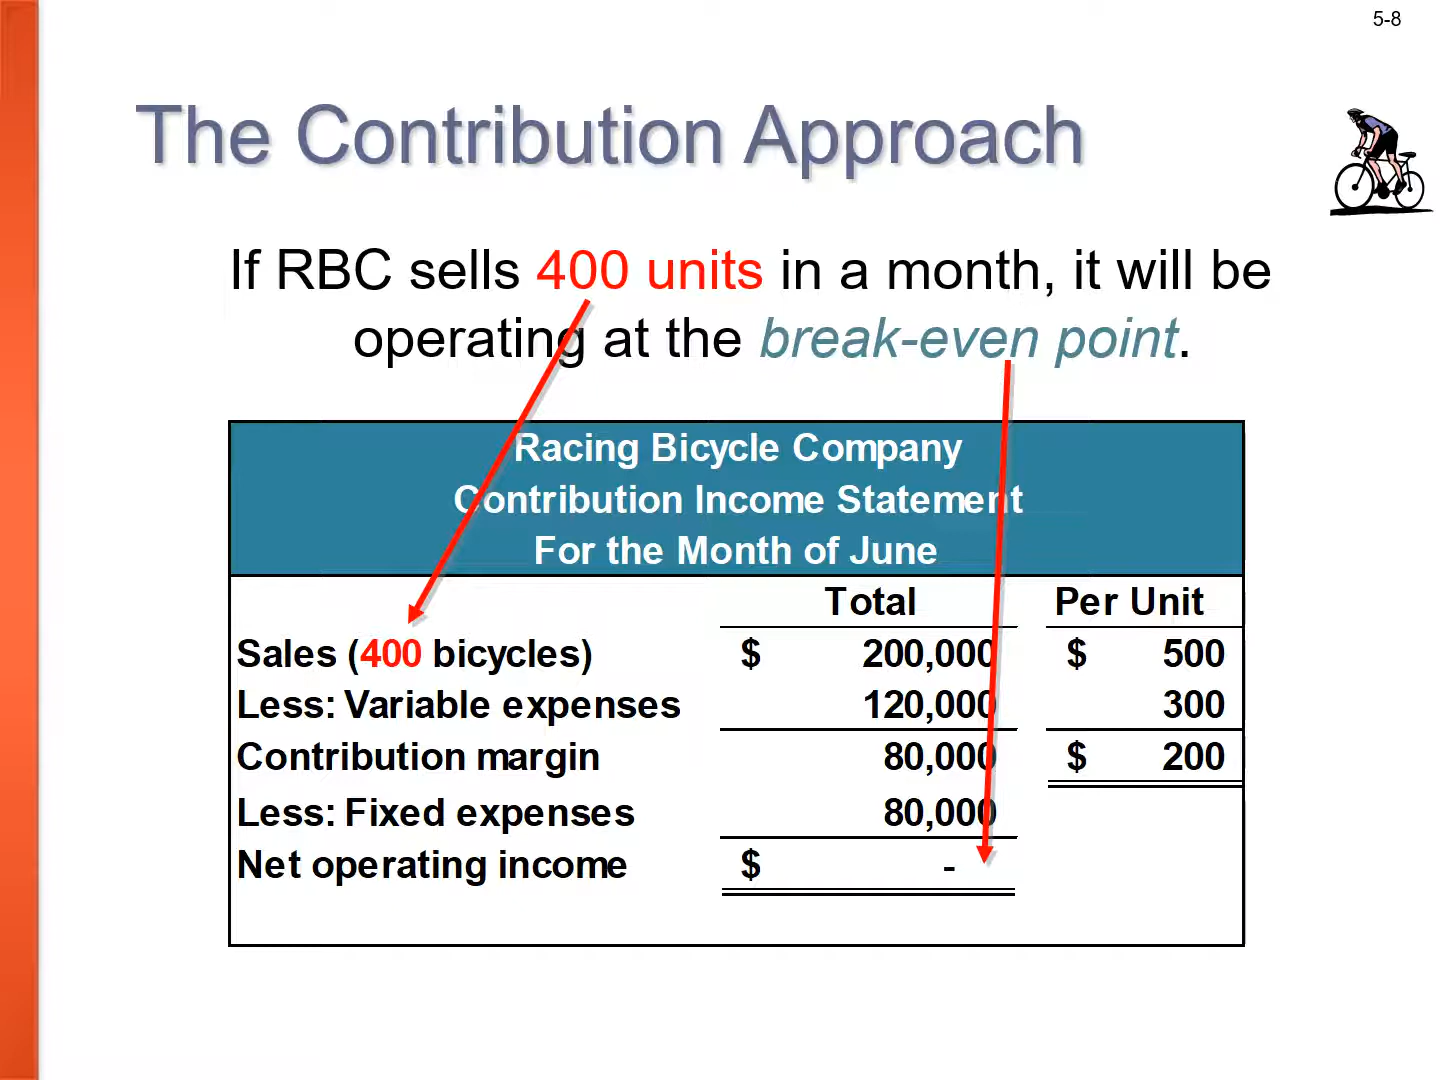 5-8
The Contribution Approach
If RBC sells 400 units in a month, it will be
operating at the break-even point.
Racing Bicycle Company
Contribution Income Statement
For the Month of June
Total Per Unit
Sales (400 bicycles) $ 200,000 $ 500
Less: Variable expenses 120,000 300
Contribution margin 80,000 $ 200
Less: Fixed expenses 80,000
Net operating income $ -